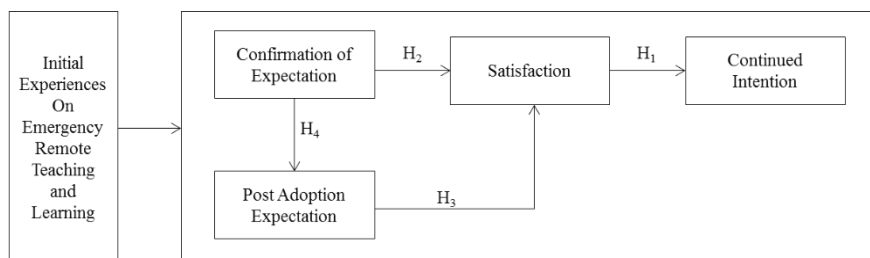 Initial
Experiences
On
Emergency
Remote
Teaching
and
Learning
Confirmation of
Expectation
H₂
Satisfaction
H₁
Continued
Intention
H₄
Post Adoption
Expectation
H₃